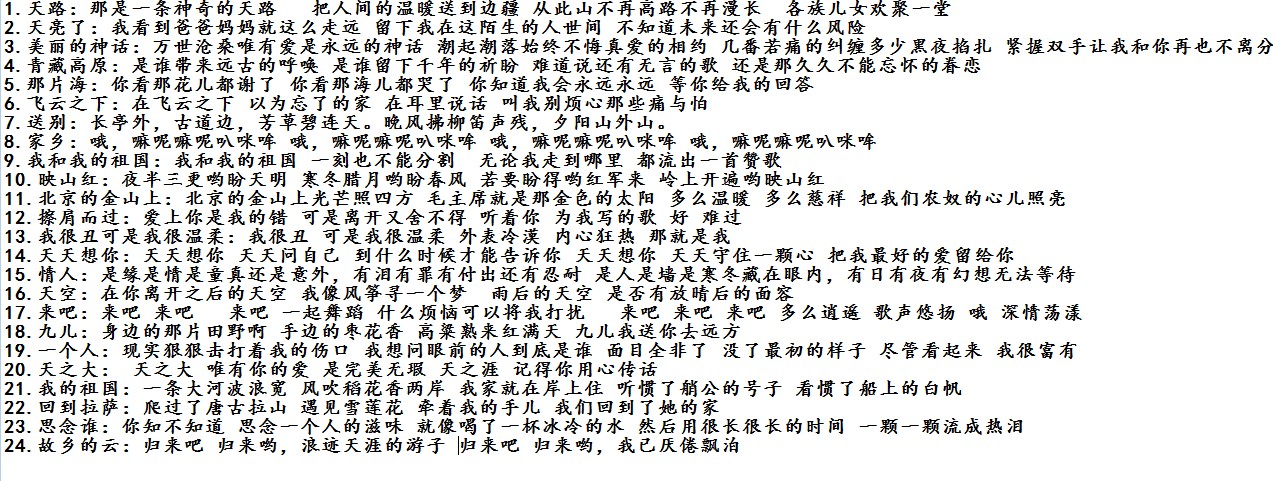 1. 天路：那是一条神奇的天路   把人间的温暖送到边疆 从此山不再高路不再漫长  各族儿女欢聚一堂
2. 天亮了：我看到爸爸妈妈就这么走远 留下我在这陌生的人世间 不知道未来还会有什么风险
3. 美丽的神话：万世沧桑唯有爱是永远的神话 潮起潮落始终不悔真爱的相约 几番苦痛的纠缠多少黑夜掐扎 紧握双手让我和你再也不离分
4. 青藏高原：是谁带来远古的呼唤 是谁留下千年的祈盼 难道说还有无言的歌 还是那久久不能忘怀的眷恋
5. 那片海：你看那花儿都谢了 你看那海儿都哭了 你知道我会永远永远 等你给我的回答
6. 飞云之下：在飞云之下 以为忘了的家 在耳里说话 叫我别烦心那些痛与怕
7. 送别：长亭外，古道边，芳草碧连天。晚风拂柳笛声残，夕阳山外山。
8. 家乡：哦，嘛呢嘛呢叭咪哞 哦，嘛呢嘛呢叭咪哞 哦，嘛呢嘛呢叭咪哞 哦，嘛呢嘛呢叭咪哞
9. 我和我的祖国：我和我的祖国 一刻也不能分割  无论我走到哪里 都流出一首赞歌
10. 映山红：夜半三更哟盼天明 寒冬腊月哟盼春风 若要盼得哟红军来 岭上开遍哟映山红
11. 北京的金山上：北京的金山上光芒照四方 毛主席就是那金色的太阳 多么温暖 多么慈祥 把我们农奴的心儿照亮
12. 擦肩而过：爱上你是我的错 可是离开又舍不得 听着你 为我写的歌 好 难过
13. 我很丑可是我很温柔：我很丑 可是我很温柔 外表冷漠 内心狂热 那就是我
14. 天天想你：天天想你 天天问自己 到什么时候才能告诉你 天天想你 天天守住一颗心 把我最好的爱留给你
15. 情人：是缘是情是童真还是意外，有泪有罪有付出还有忍耐 是人是墙是寒冬藏在眼内，有日有夜有幻想无法等待
16. 天空：在你离开之后的天空 我像风筝寻一个梦  雨后的天空 是否有放晴后的面容
17. 来吧：来吧 来吧   来吧 一起舞蹈 什么烦恼可以将我打扰   来吧 来吧 来吧 多么逍遥 歌声悠扬 哦 深情荡漾
18. 九儿：身边的那片田野啊 手边的枣花香 高粱熟来红满天 九儿我送你去远方
19. 一个人：现实狠狠击打着我的伤口 我想问眼前的人到底是谁 面目全非了 没了最初的样子 尽管看起来 我很富有
20. 天之大：  天之大 唯有你的爱 是完美无瑕 天之涯 记得你用心传话
21. 我的祖国：一条大河波浪宽 风吹稻花香两岸 我家就在岸上住 听惯了艄公的号子 看惯了船上的白帆
22. 回到拉萨：爬过了唐古拉山 遇见雪莲花 牵着我的手儿 我们回到了她的家
23. 思念谁：你知不知道 思念一个人的滋味 就像喝了一杯冰冷的水 然后用很长很长的时间 一颗一颗流成热泪
24. 故乡的云：归来吧 归来哟，浪迹天涯的游子 归来吧 归来哟，我已厌倦飘泊